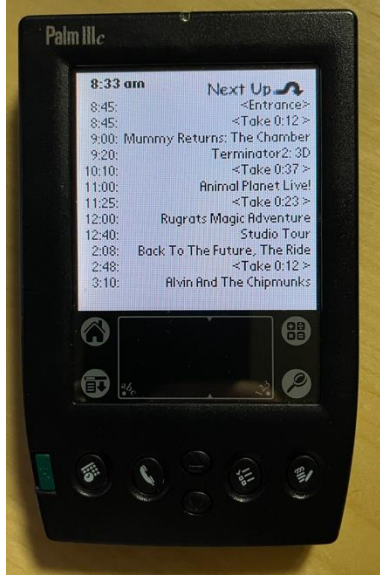 Palm IIIc
8:33 am Next Up
8:45: <Entrance>
8:45: <Take 0:12 >
9:00: Mummy Returns: The Chamber
9:20: Terminator2: 3D
10:10: <Take 0:37 >
11:00: Animal Planet Live!
11:25: <Take 0:23 >
12:00: Rugrats Magic Adventure
12:40: Studio Tour
2:08: Back To The Future, The Ride
2:48: <Take 0:12 >
3:10: Alvin And The Chipmunks
abc 123